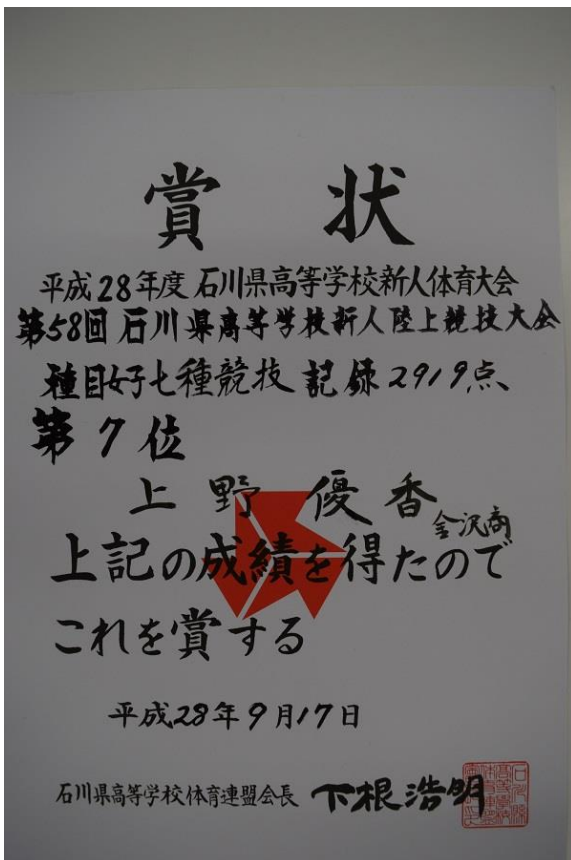 賞状
平成28年度 石川県高等学校新人体育大会
第58回 石川県高等学校新人陸上競技大会
種目女子七種競技 記録2919点
第7位
上野 優香 金沢商
上記の成績を得たので
これを賞する
平成28年9月17日
石川県高等学校体育連盟会長 下根浩明